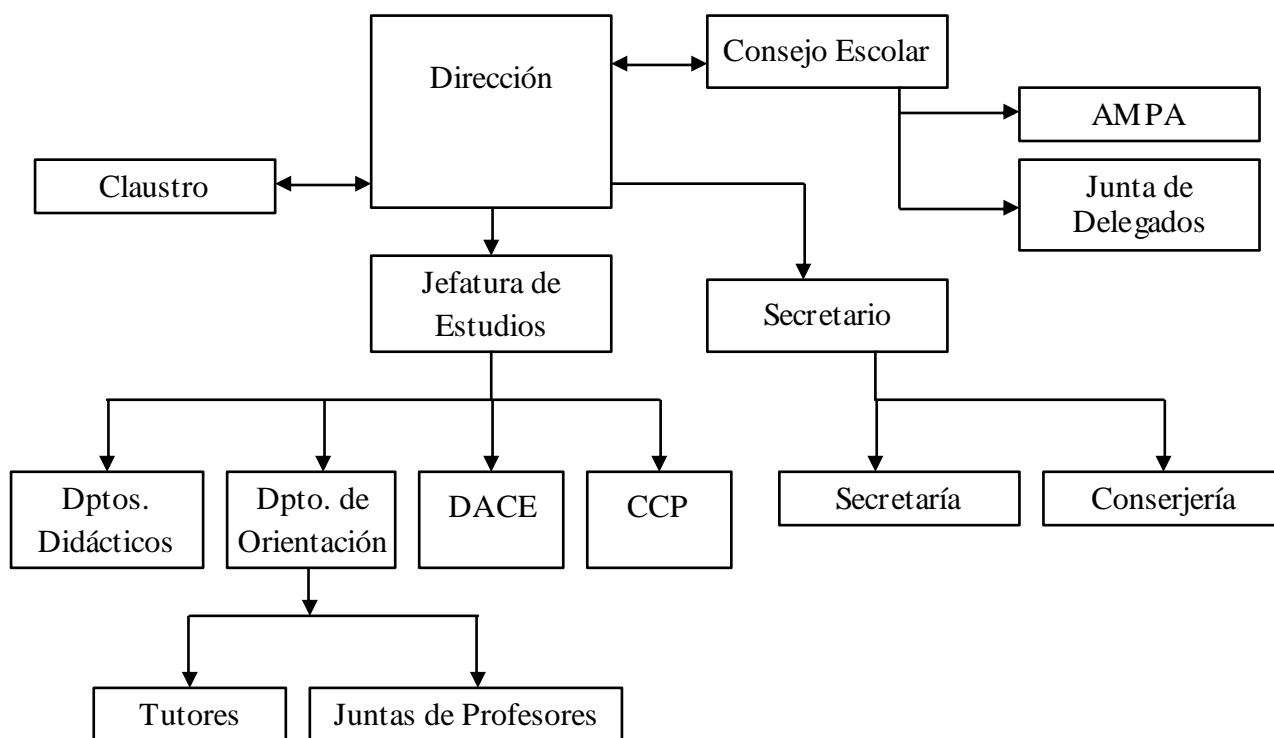 Consejo Escolar
Dirección
AMPA
Claustro
Junta de
Delegados
Jefatura de
Estudios
Secretario
Dptos.
Didácticos
Dpto. de
Orientación
DACE
CCP
Secretaría
Conserjería
Tutores
Juntas de Profesores